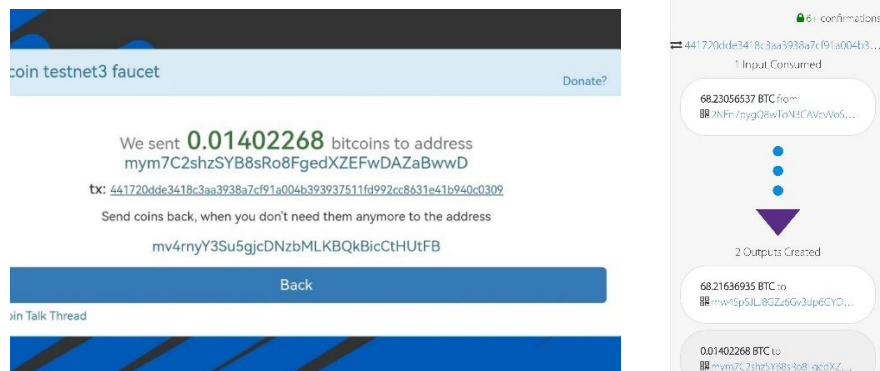 coin testnet3 faucet
Donate?
We sent 0.01402268 bitcoins to address
mym7C2shzSYB8sRo8FgedXZEFwDAZaBwwD
tx: 441720dde3418c3aa3938a7cf91a004b393937511fd992cc8631e41b940c0309
Send coins back, when you don't need them anymore to the address
mv4rnyY3Su5gjcDNzbMLKBQkBicCtHUtFB
Back
oin Talk Thread
6+ confirmations
441720dde3418c3aa3938a7cf91a004b3...
1 Input Consumed
68.23056537 BTC from
2 Outputs Created
68.21636935 BTC to
0.01402268 BTC to
mym7C2shzSYB8sRo8FgedXZ...